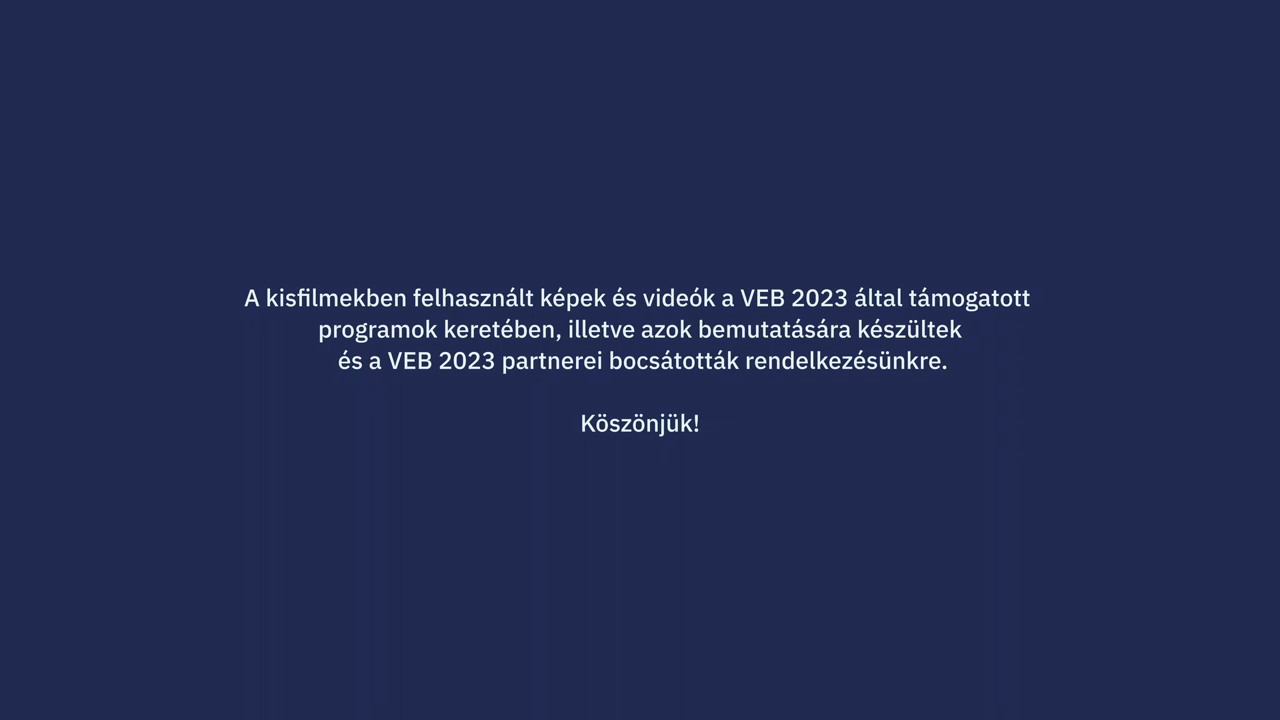 A kisfilmekben felhasznált képek és videók a VEB 2023 által támogatott
programok keretében, illetve azok bemutatására készültek
és a VEB 2023 partnerei bocsátották rendelkezésünkre.
Köszönjük!